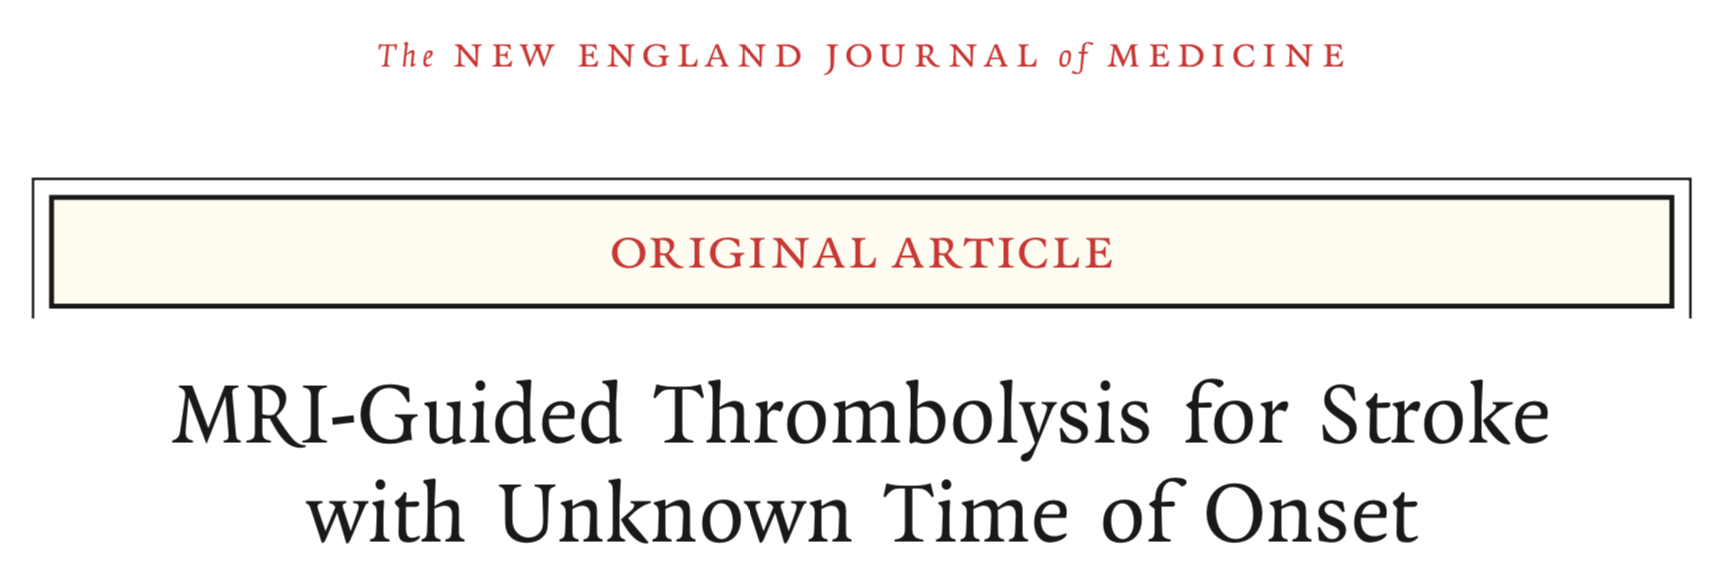 The NEW ENGLAND JOURNAL of MEDICINE
ORIGINAL ARTICLE
MRI-Guided Thrombolysis for Stroke
with Unknown Time of Onset